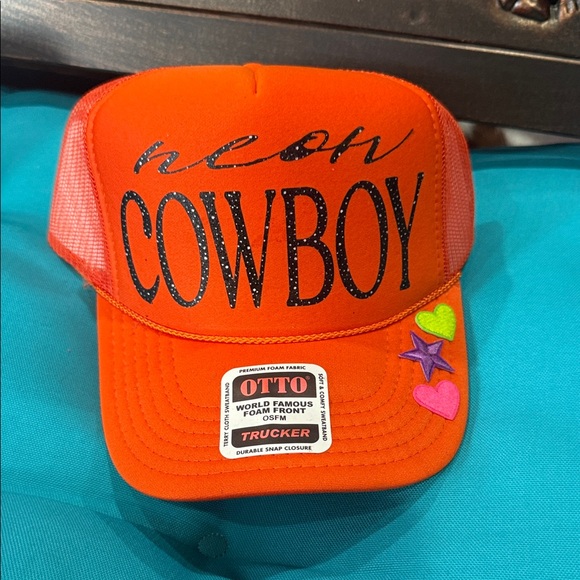 neon
COWBOY
PREMIUM FOAM FABRIC
OTTO
WORLD FAMOUS
FOAM FRONT
OSFM
TRUCKER
DURABLE SNAP CLOSURE
TERRY CLOTH SWEATBAND
SOFT & COMFY SWEATBAND